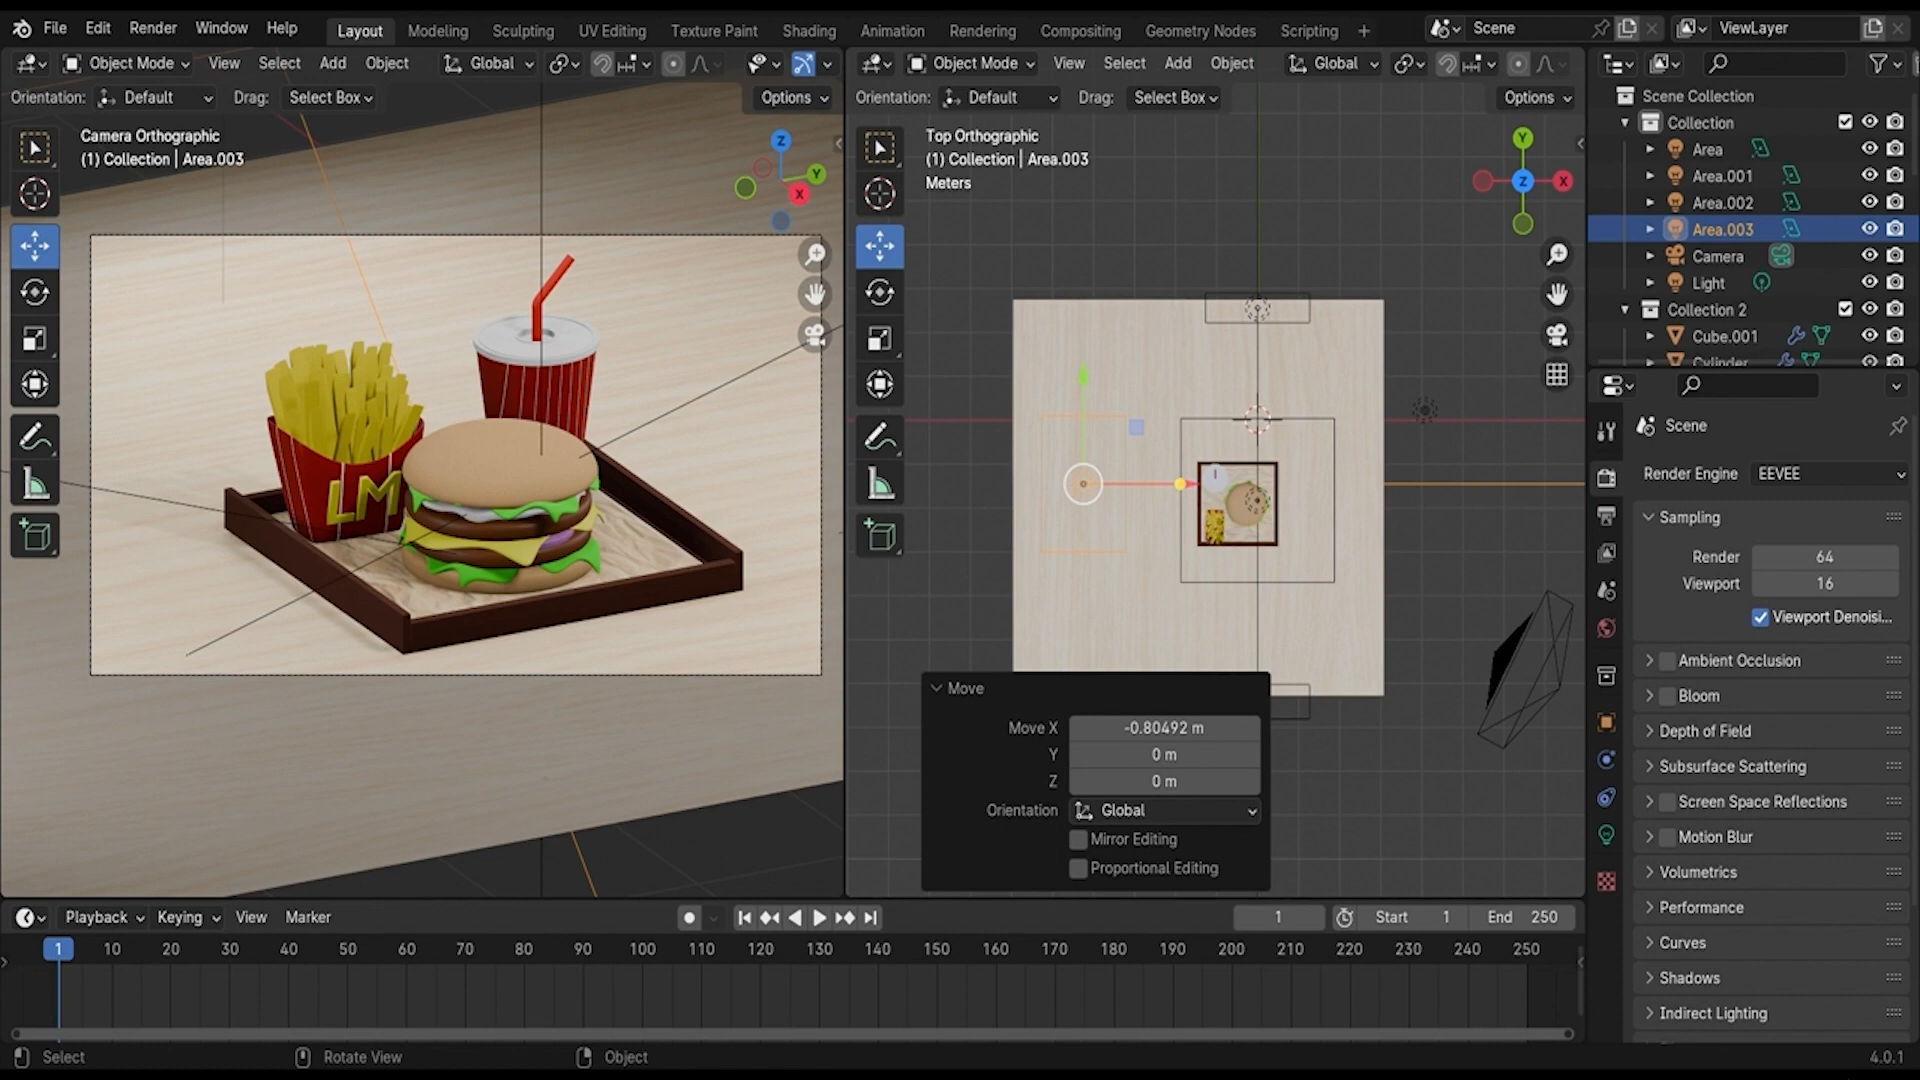 File Edit Render Window Help Layout Modeling Sculpting UV Editing Texture Paint Shading Animation Rendering Compositing Geometry Nodes Scripting + Scene ViewLayer
Object Mode View Select Add Object Global
Object Mode View Select Add Object Global
Orientation: Default Drag: Select Box Options
Orientation: Default Drag: Select Box Options
Camera Orthographic
(1) Collection | Area.003
Z
Y
X
LM
Top Orthographic
(1) Collection | Area.003
Meters
Y
Z
X
Move
Move X -0.80492 m
Y 0 m
Z 0 m
Orientation Global
Mirror Editing
Proportional Editing
Scene Collection
Collection
Area
Area.001
Area.002
Area.003
Camera
Light
Collection 2
Cube.001
Cylinder
Scene
Render Engine EEVEE
Sampling
Render 64
Viewport 16
Viewport Denoisi...
Ambient Occlusion
Bloom
Depth of Field
Subsurface Scattering
Screen Space Reflections
Motion Blur
Volumetrics
Performance
Curves
Shadows
Indirect Lighting
Playback Keying View Marker 1 Start 1 End 250
1 10 20 30 40 50 60 70 80 90 100 110 120 130 140 150 160 170 180 190 200 210 220 230 240 250
Select Rotate View Object 4.0.1